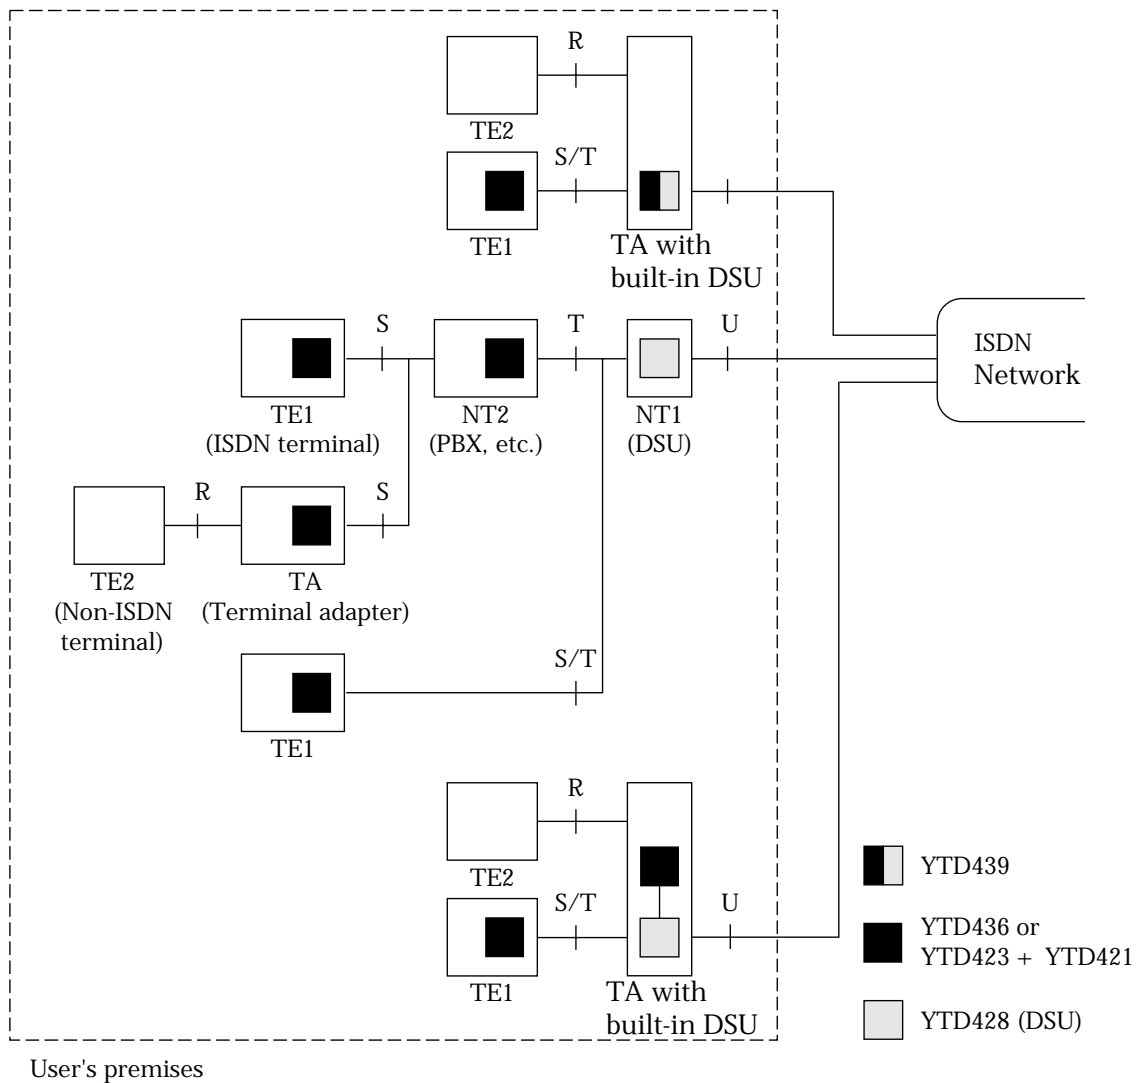 R
TE2
S/T
TE1
TA with
built-in DSU
S
T
U
ISDN
Network
TE1
(ISDN terminal)
NT2
(PBX, etc.)
NT1
(DSU)
R
S
TE2
(Non-ISDN
terminal)
TA
(Terminal adapter)
S/T
TE1
R
TE2
S/T
U
TE1
TA with
built-in DSU
YTD439
YTD436 or
YTD423 + YTD421
YTD428 (DSU)
User's premises